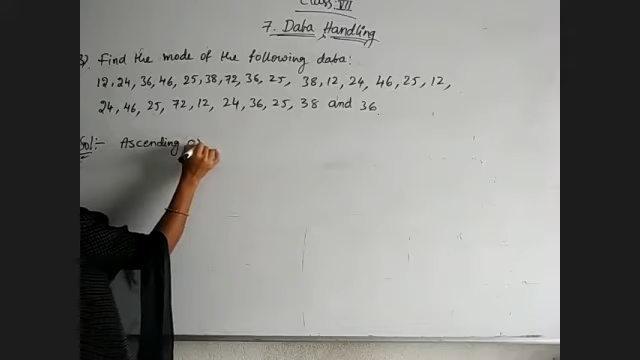 Class: VII
7. Data Handling
3) Find the mode of the following data:
12, 24, 36, 46, 25, 38, 72, 36, 25, 38, 12, 24, 46, 25, 12,
24, 46, 25, 72, 12, 24, 36, 25, 38 and 36
Sol:- Ascending